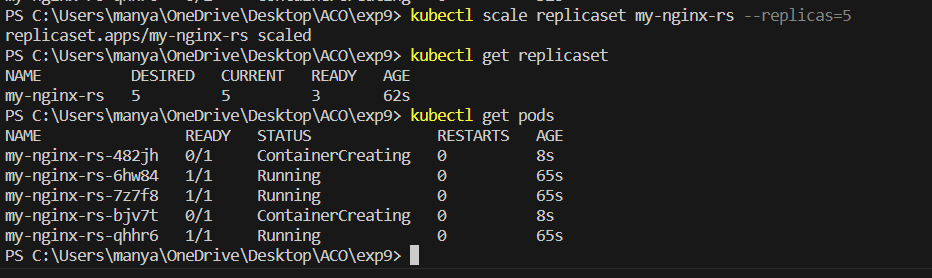 PS C:\Users\manya\OneDrive\Desktop\ACO\exp9> kubectl scale replicaset my-nginx-rs --replicas=5
replicaset.apps/my-nginx-rs scaled
PS C:\Users\manya\OneDrive\Desktop\ACO\exp9> kubectl get replicaset
NAME          DESIRED   CURRENT   READY   AGE
my-nginx-rs   5         5         3       62s
PS C:\Users\manya\OneDrive\Desktop\ACO\exp9> kubectl get pods
NAME                READY   STATUS              RESTARTS   AGE
my-nginx-rs-482jh   0/1     ContainerCreating   0          8s
my-nginx-rs-6hw84   1/1     Running             0          65s
my-nginx-rs-7z7f8   1/1     Running             0          65s
my-nginx-rs-bjv7t   0/1     ContainerCreating   0          8s
my-nginx-rs-qhhr6   1/1     Running             0          65s
PS C:\Users\manya\OneDrive\Desktop\ACO\exp9>